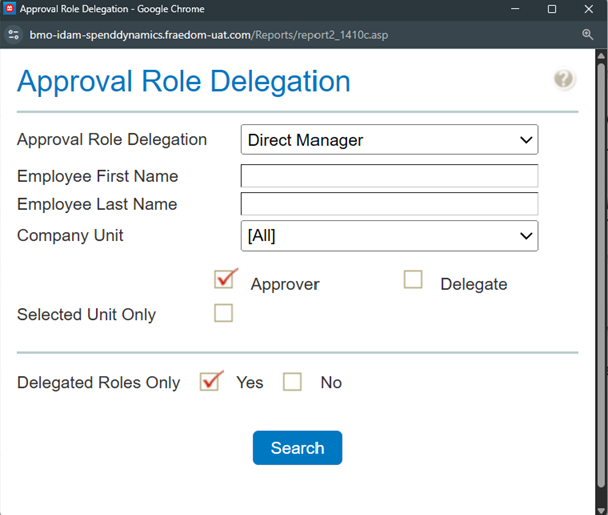 Approval Role Delegation - Google Chrome
bmo-idam-spenddynamics.fraedom-uat.com/Reports/report2_1410c.asp
Approval Role Delegation
?
Approval Role Delegation Direct Manager
Employee First Name
Employee Last Name
Company Unit [All]
Approver Delegate
Selected Unit Only
Delegated Roles Only Yes No
Search